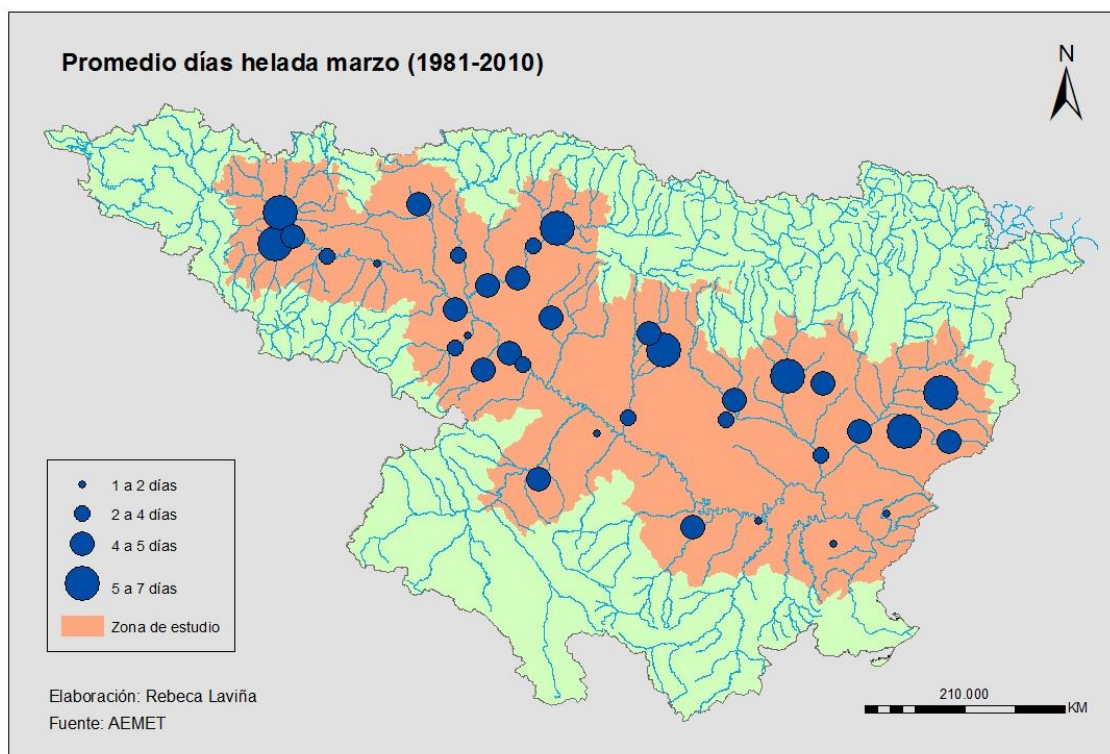 Promedio días helada marzo (1981-2010)
N
1 a 2 días
2 a 4 días
4 a 5 días
5 a 7 días
Zona de estudio
Elaboración: Rebeca Laviña
Fuente: AEMET
210.000
KM